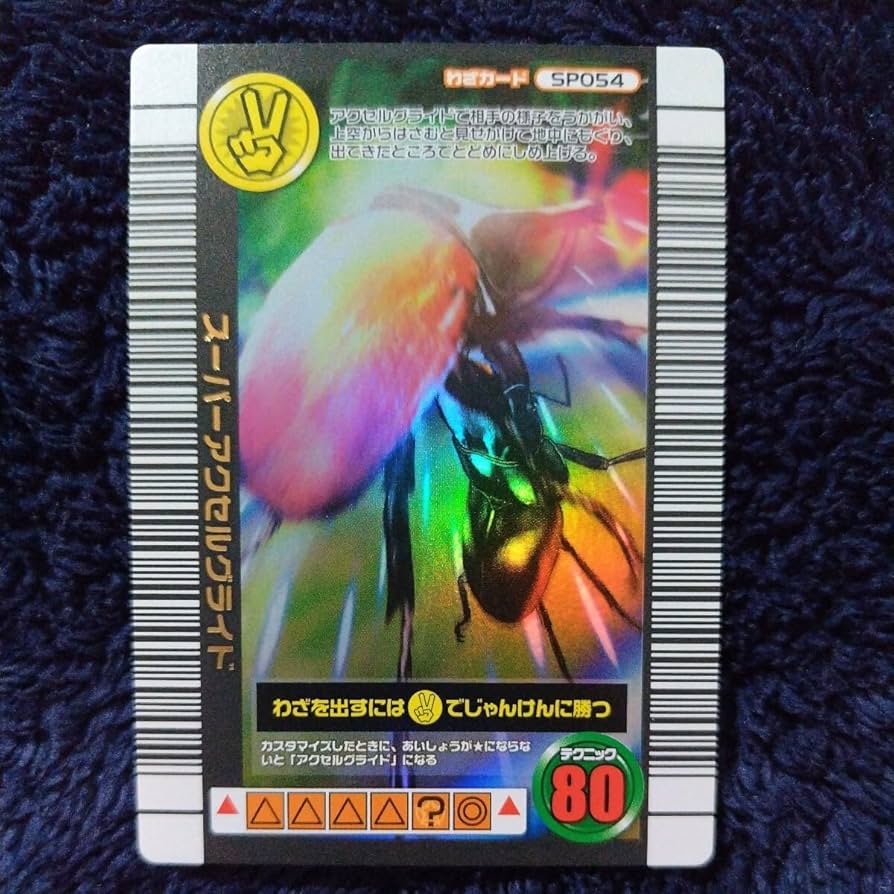 わざカード SP054
アクセルグライドで相手の様子をうかがい、
上空からはさむと見せかけて地中にもぐり、
出てきたところでとどめにしめ上げる。
スーパーアクセルグライド
わざを出すには でじゃんけんに勝つ
カスタマイズしたときに、あいしょうが★にならな
いと「アクセルグライド」になる
テクニック
80
▲ △ △ △ △ ? ◎ ▲